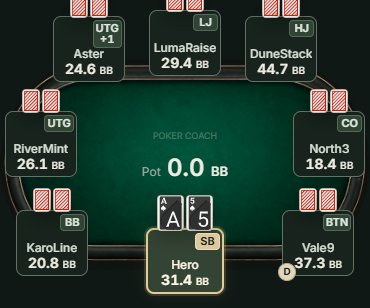 UTG
+1
Aster
24.6 BB
LJ
LumaRaise
29.4 BB
HJ
DuneStack
44.7 BB
UTG
RiverMint
26.1 BB
CO
North3
18.4 BB
POKER COACH
Pot 0.0 BB
BB
KaroLine
20.8 BB
A
A
5
5
SB
Hero
31.4 BB
BTN
Vale9
37.3 BB
D